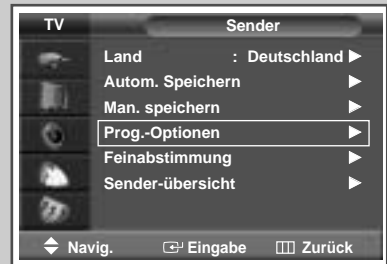 TV Sender
Land : Deutschland ▶
Autom. Speichern ▶
Man. speichern ▶
Prog.-Optionen ▶
Feinabstimmung ▶
Sender-übersicht ▶
Navig. Eingabe Zurück